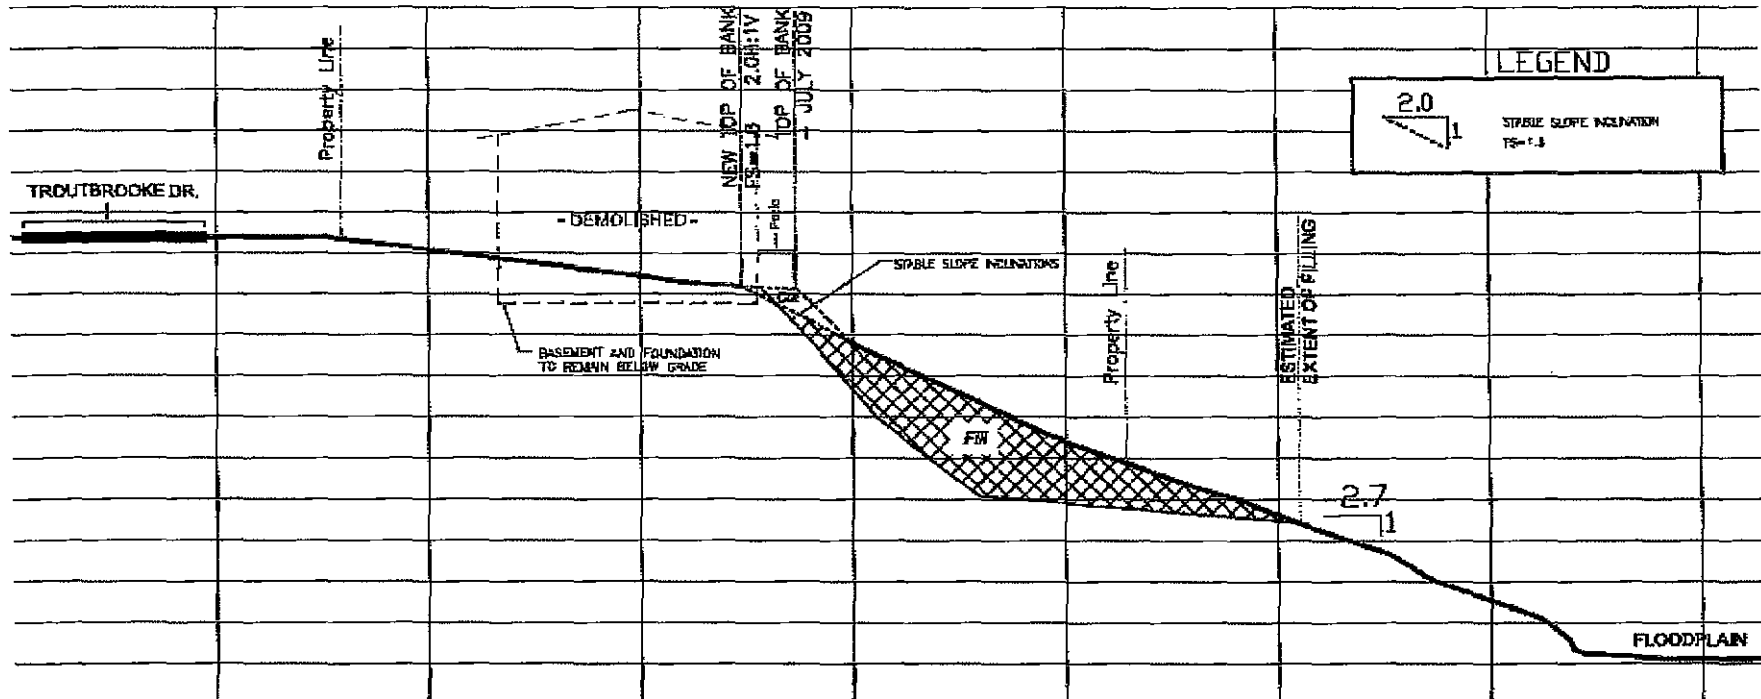 LEGEND
2.0
1
STABLE SLOPE INCLINATION
Property Line
NEW TOP OF BANK
2.0H:1V
TOP OF BANK
- JULY 2009
TROUTBROOKE DR.
- DEMOLISHED -
Patio
STABLE SLOPE INCLINATIONS
Property Line
ESTIMATED
EXTENT OF FILLING
BASEMENT AND FOUNDATION
TO REMAIN BELOW GRADE
Fill
2.7
1
FLOODPLAIN